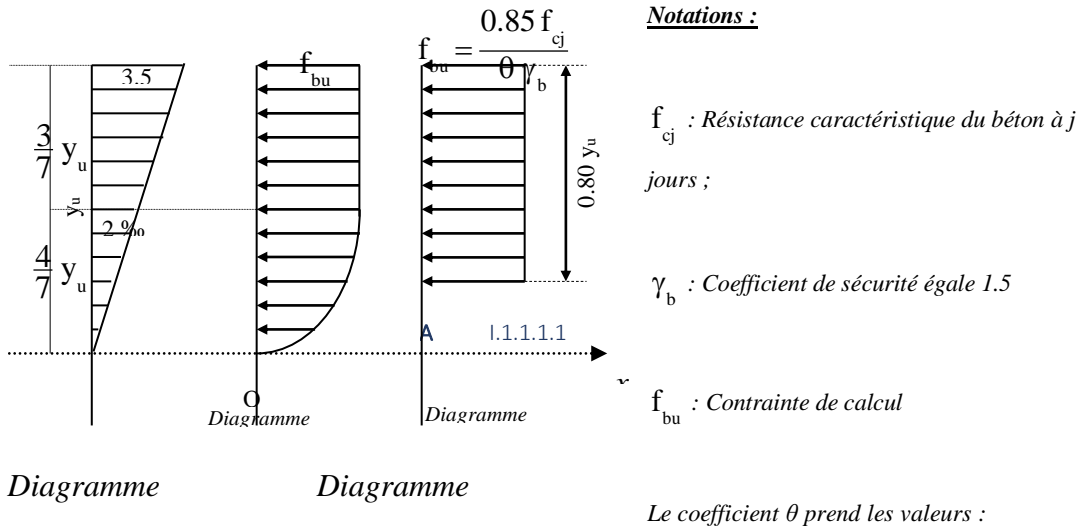 Notations :
f_bu = 0.85 f_cj / θ γ_b
f_bu
3.5
3/7 y_u
y_u
2 ‰
4/7 y_u
0.80 y_u
f_cj : Résistance caractéristique du béton à j
jours ;
γ_b : Coefficient de sécurité égale 1.5
A I.1.1.1.1
O
Diagramme
Diagramme
f_bu : Contrainte de calcul
Diagramme Diagramme
Le coefficient θ prend les valeurs :